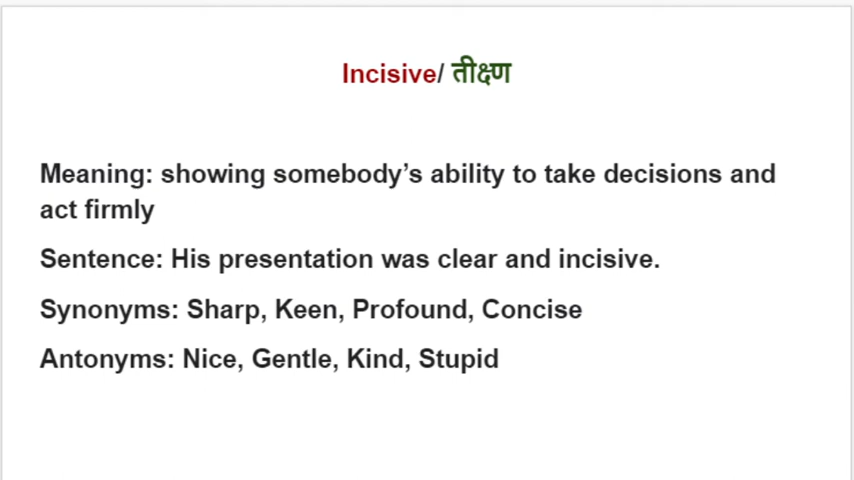 Incisive/ तीक्ष्ण
Meaning: showing somebody’s ability to take decisions and
act firmly
Sentence: His presentation was clear and incisive.
Synonyms: Sharp, Keen, Profound, Concise
Antonyms: Nice, Gentle, Kind, Stupid